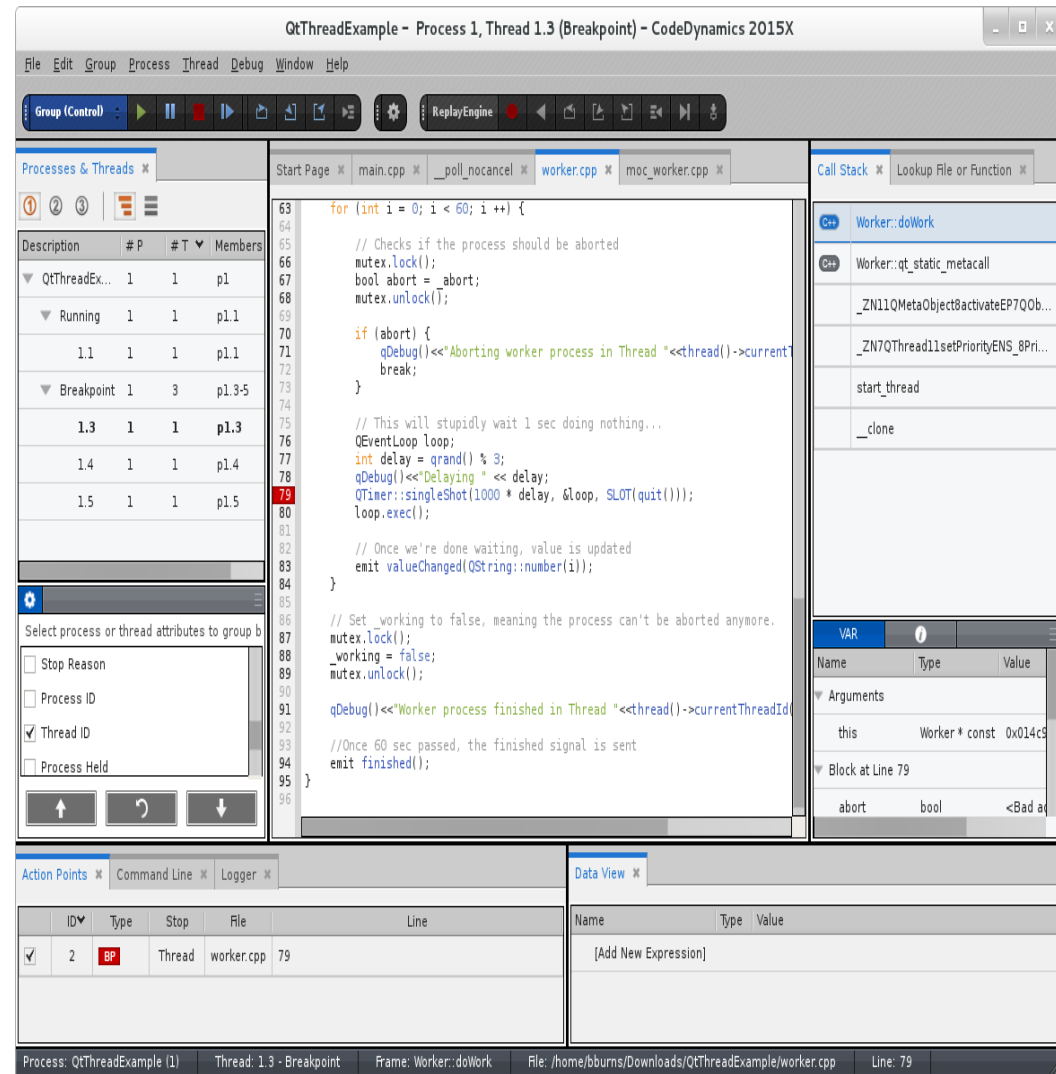 QtThreadExample – Process 1, Thread 1.3 (Breakpoint) – CodeDynamics 2015X
File Edit Group Process Thread Debug Window Help
Group (Control)
ReplayEngine
Processes & Threads
1 2 3
Description #P #T Members
QtThreadEx... 1 1 p1
Running 1 1 p1.1
1.1 1 1 p1.1
Breakpoint 1 3 p1.3-5
1.3 1 1 p1.3
1.4 1 1 p1.4
1.5 1 1 p1.5
Select process or thread attributes to group b
Stop Reason
Process ID
Thread ID
Process Held
Start Page main.cpp __poll_nocancel worker.cpp moc_worker.cpp
63 for (int i = 0; i < 60; i ++) {
64
65 // Checks if the process should be aborted
66 mutex.lock();
67 bool abort = _abort;
68 mutex.unlock();
69
70 if (abort) {
71 qDebug()<<"Aborting worker process in Thread "<<thread()->currentT
72 break;
73 }
74
75 // This will stupidly wait 1 sec doing nothing...
76 QEventLoop loop;
77 int delay = qrand() % 3;
78 qDebug()<<"Delaying " << delay;
79 QTimer::singleShot(1000 * delay, &loop, SLOT(quit()));
80 loop.exec();
81
82 // Once we're done waiting, value is updated
83 emit valueChanged(QString::number(i));
84 }
85
86 // Set _working to false, meaning the process can't be aborted anymore.
87 mutex.lock();
88 _working = false;
89 mutex.unlock();
90
91 qDebug()<<"Worker process finished in Thread "<<thread()->currentThreadId(
92
93 //Once 60 sec passed, the finished signal is sent
94 emit finished();
95 }
96
Call Stack Lookup File or Function
C++ Worker::doWork
C++ Worker::qt_static_metacall
_ZN11QMetaObject8activateEP7QOb...
_ZN7QThread11setPriorityENS_8Pri...
start_thread
__clone
VAR
Name Type Value
Arguments
this Worker * const 0x014c9
Block at Line 79
abort bool <Bad a
Action Points Command Line Logger
ID Type Stop File Line
2 BP Thread worker.cpp 79
Data View
Name Type Value
[Add New Expression]
Process: QtThreadExample (1) Thread: 1.3 - Breakpoint Frame: Worker::doWork File: /home/bburns/Downloads/QtThreadExample/worker.cpp Line: 79